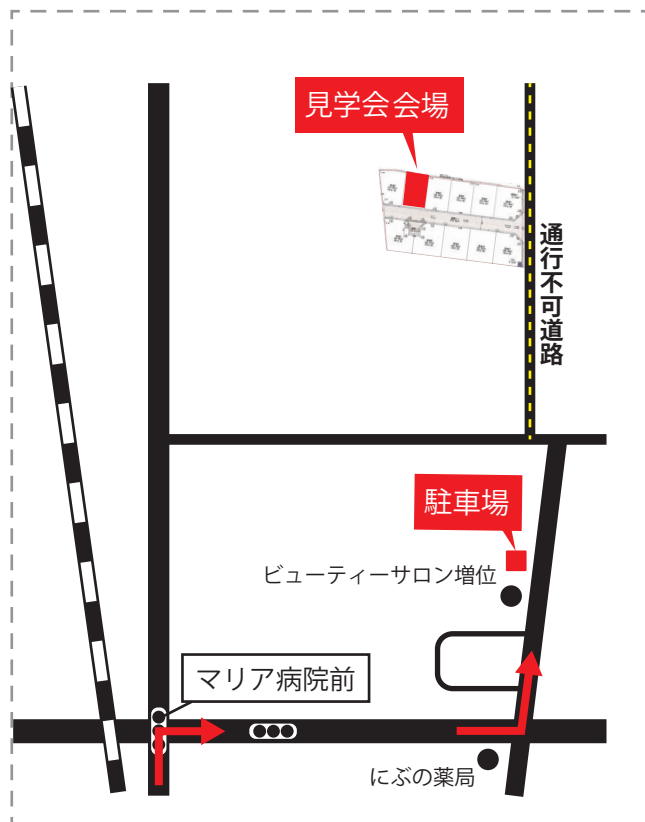 見学会会場
通行不可道路
駐車場
ビューティーサロン増位
マリア病院前
にぶの薬局